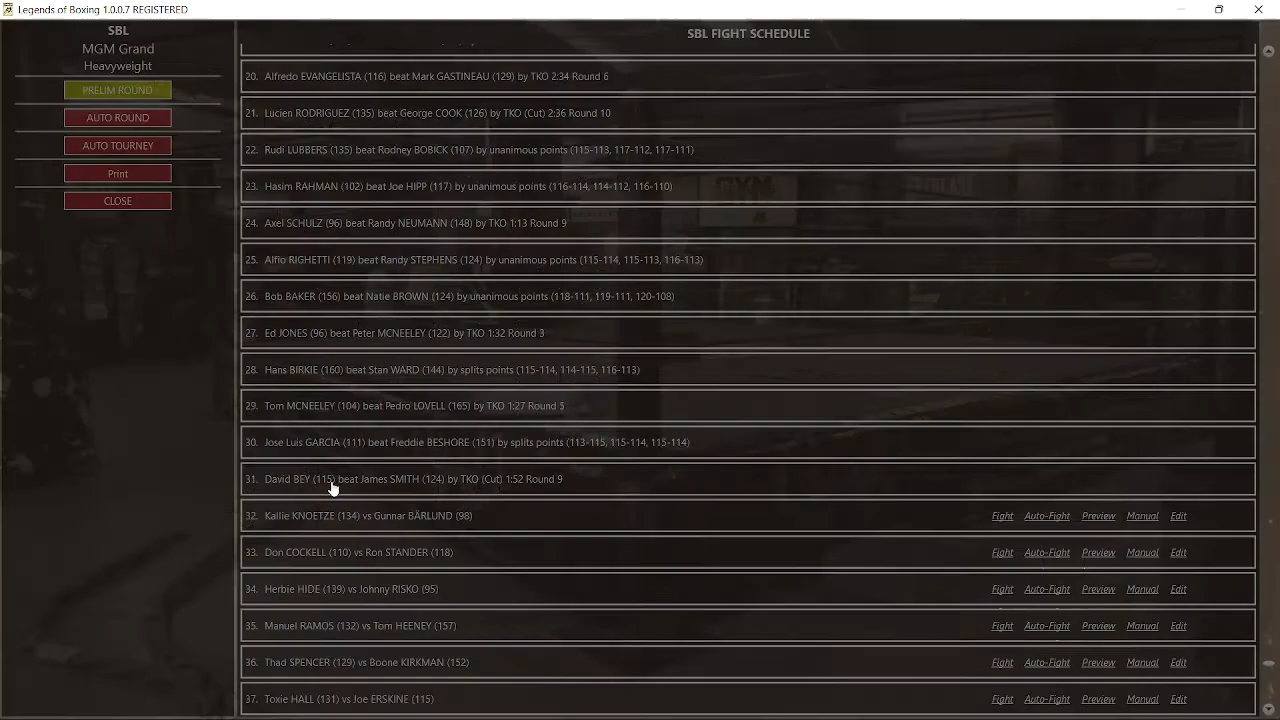 Legends of Boxing 1.0.0.7 REGISTERED
SBL
MGM Grand
Heavyweight
PRELIM ROUND
AUTO ROUND
AUTO TOURNEY
Print
CLOSE
SBL FIGHT SCHEDULE
20. Alfredo EVANGELISTA (116) beat Mark GASTINEAU (129) by TKO 2:34 Round 6
21. Lucien RODRIGUEZ (135) beat George COOK (126) by TKO (Cut) 2:36 Round 10
22. Rudi LUBBERS (135) beat Rodney BOBICK (107) by unanimous points (115-113, 117-112, 117-111)
23. Hasim RAHMAN (102) beat Joe HIPP (117) by unanimous points (116-114, 114-112, 116-110)
24. Axel SCHULZ (96) beat Randy NEUMANN (148) by TKO 1:13 Round 9
25. Alfio RIGHETTI (119) beat Randy STEPHENS (124) by unanimous points (115-114, 115-113, 116-113)
26. Bob BAKER (156) beat Natie BROWN (124) by unanimous points (118-111, 119-111, 120-108)
27. Ed JONES (96) beat Peter MCNEELEY (122) by TKO 1:32 Round 3
28. Hans BIRKIE (160) beat Stan WARD (144) by splits points (115-114, 114-115, 116-113)
29. Tom MCNEELEY (104) beat Pedro LOVELL (165) by TKO 1:27 Round 5
30. Jose Luis GARCIA (111) beat Freddie BESHORE (151) by splits points (113-115, 115-114, 115-114)
31. David BEY (115) beat James SMITH (124) by TKO (Cut) 1:52 Round 9
32. Kallie KNOETZE (134) vs Gunnar BÄRLUND (98) Fight Auto-Fight Preview Manual Edit
33. Don COCKELL (110) vs Ron STANDER (118) Fight Auto-Fight Preview Manual Edit
34. Herbie HIDE (139) vs Johnny RISKO (95) Fight Auto-Fight Preview Manual Edit
35. Manuel RAMOS (132) vs Tom HEENEY (157) Fight Auto-Fight Preview Manual Edit
36. Thad SPENCER (129) vs Boone KIRKMAN (152) Fight Auto-Fight Preview Manual Edit
37. Toxie HALL (131) vs Joe ERSKINE (115) Fight Auto-Fight Preview Manual Edit